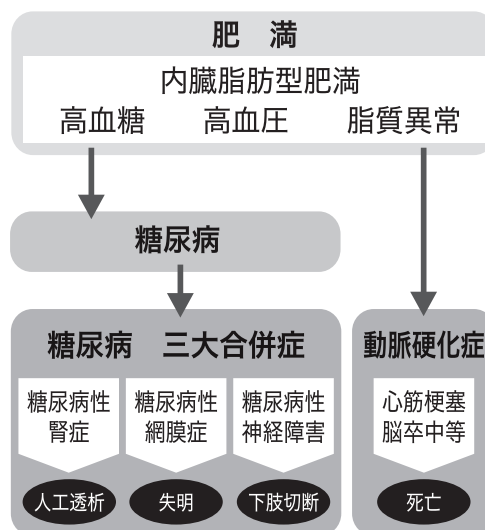 肥　満
内臓脂肪型肥満
高血糖　高血圧　脂質異常
糖尿病
糖尿病　三大合併症
糖尿病性
腎症
人工透析
糖尿病性
網膜症
失明
糖尿病性
神経障害
下肢切断
動脈硬化症
心筋梗塞
脳卒中等
死亡